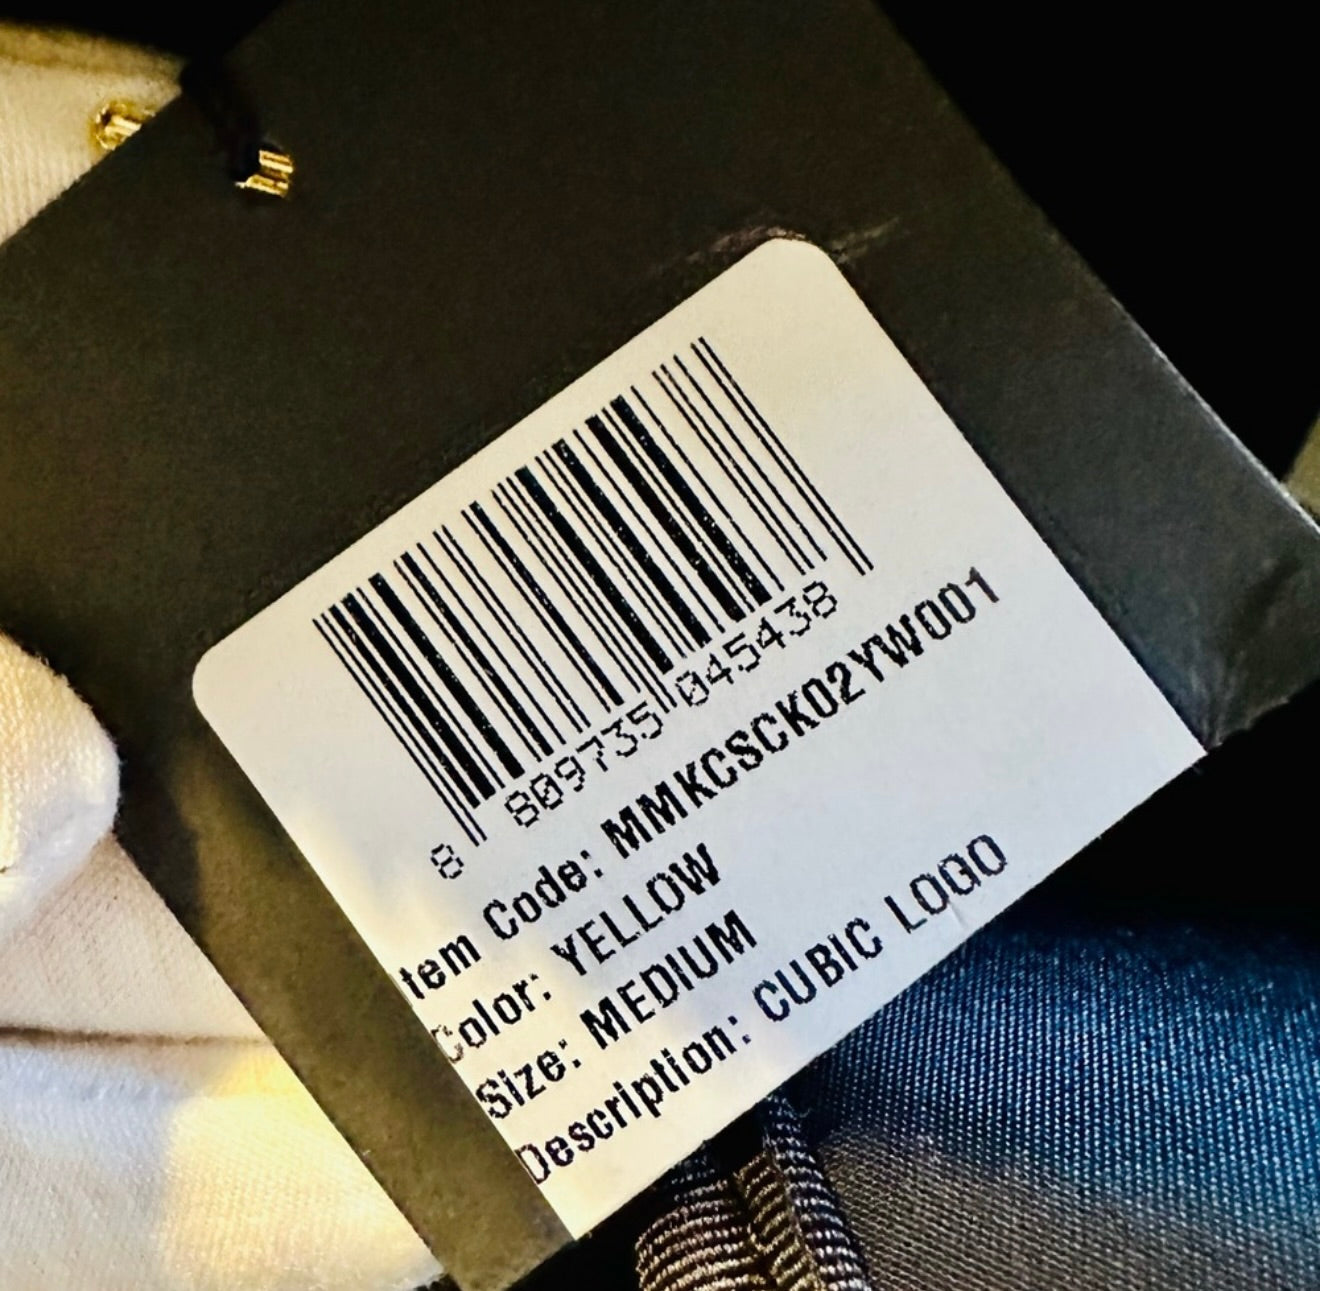 8 809735 045438
tem Code: MMKCSCK02YW001
Color: YELLOW
Size: MEDIUM
Description: CUBIC LOGO